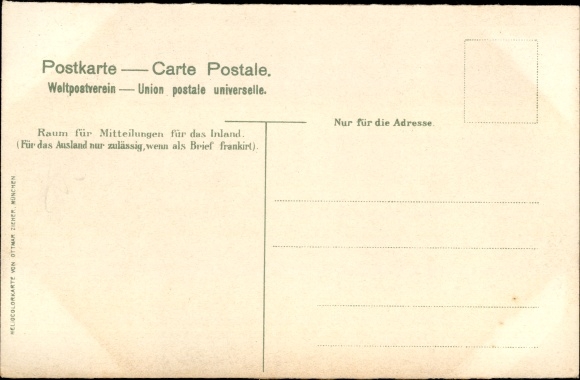 Postkarte — Carte Postale.
Weltpostverein — Union postale universelle.
Nur für die Adresse.
Raum für Mitteilungen für das Inland.
(Für das Ausland nur zulässig, wenn als Brief frankirt).
HELIOCOLORKARTE VON OTTMAR ZIEHER, MÜNCHEN